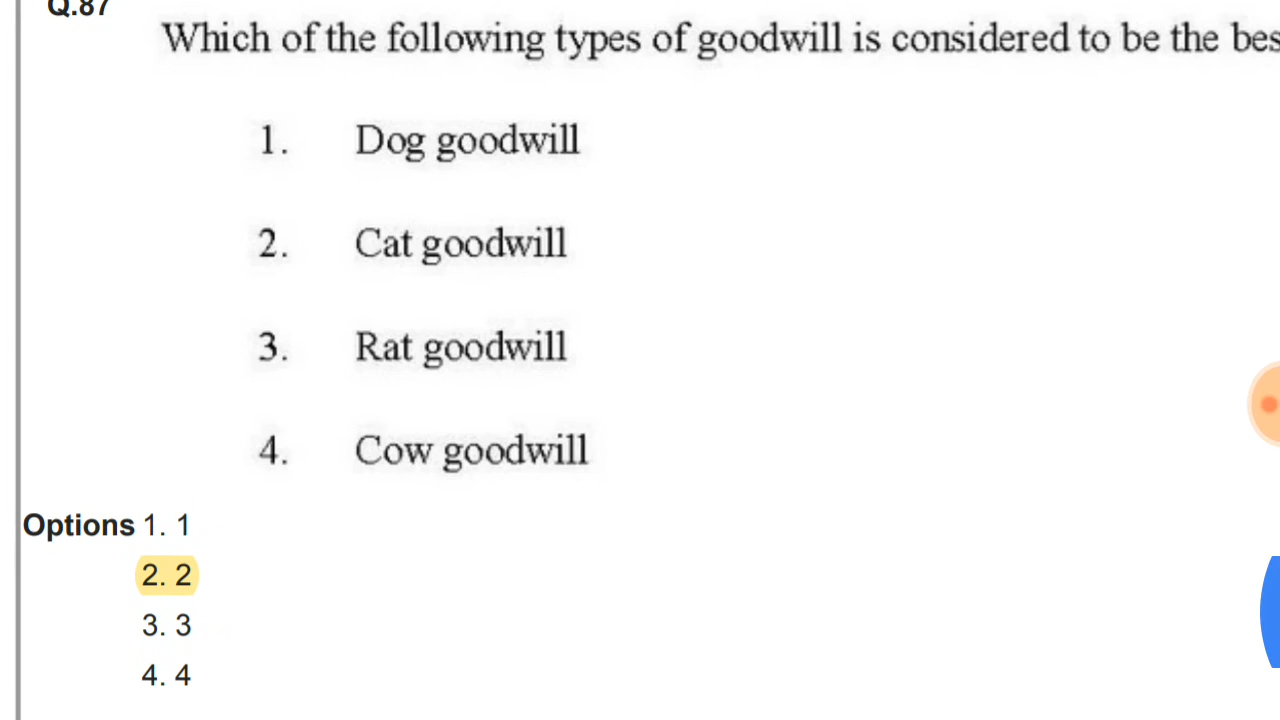 Q.87
Which of the following types of goodwill is considered to be the bes
1. Dog goodwill
2. Cat goodwill
3. Rat goodwill
4. Cow goodwill
Options 1. 1
2. 2
3. 3
4. 4